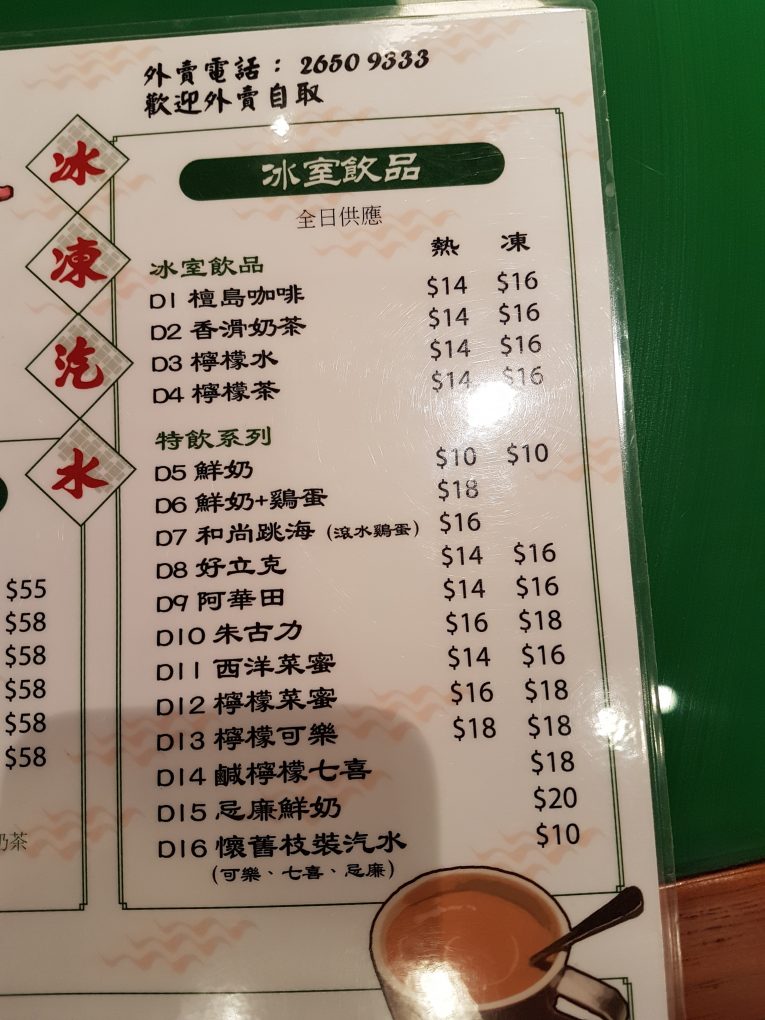 外賣電話：2650 9333
歡迎外賣自取
冰
凍
汽
水
冰室飲品
全日供應
冰室飲品 熱 凍
D1 檀島咖啡 $14 $16
D2 香滑奶茶 $14 $16
D3 檸檬水 $14 $16
D4 檸檬茶 $14 $16
特飲系列
D5 鮮奶 $10 $10
D6 鮮奶+鷄蛋 $18
D7 和尚跳海 (滾水鷄蛋) $16
D8 好立克 $14 $16
D9 阿華田 $14 $16
D10 朱古力 $16 $18
D11 西洋菜蜜 $14 $16
D12 檸檬菜蜜 $16 $18
D13 檸檬可樂 $18 $18
D14 鹹檸檬七喜 $18
D15 忌廉鮮奶 $20
D16 懷舊枝裝汽水 $10
(可樂、七喜、忌廉)
$55
$58
$58
$58
$58
$58
奶茶